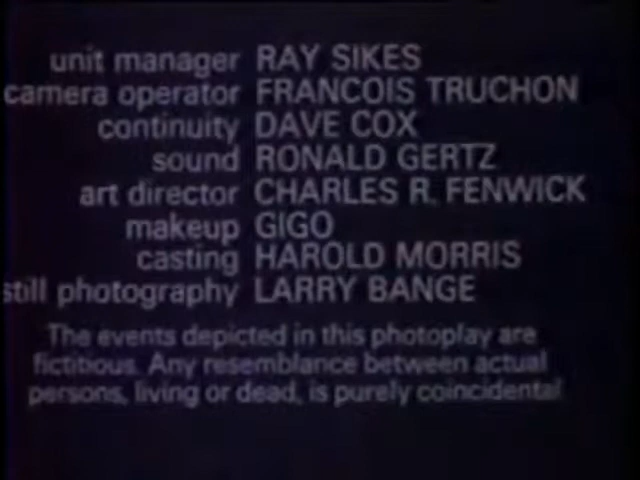 unit manager RAY SIKES
camera operator FRANCOIS TRUCHON
continuity DAVE COX
sound RONALD GERTZ
art director CHARLES R. FENWICK
makeup GIGO
casting HAROLD MORRIS
still photography LARRY BANGE
The events depicted in this photoplay are
fictitious. Any resemblance between actual
persons, living or dead, is purely coincidental